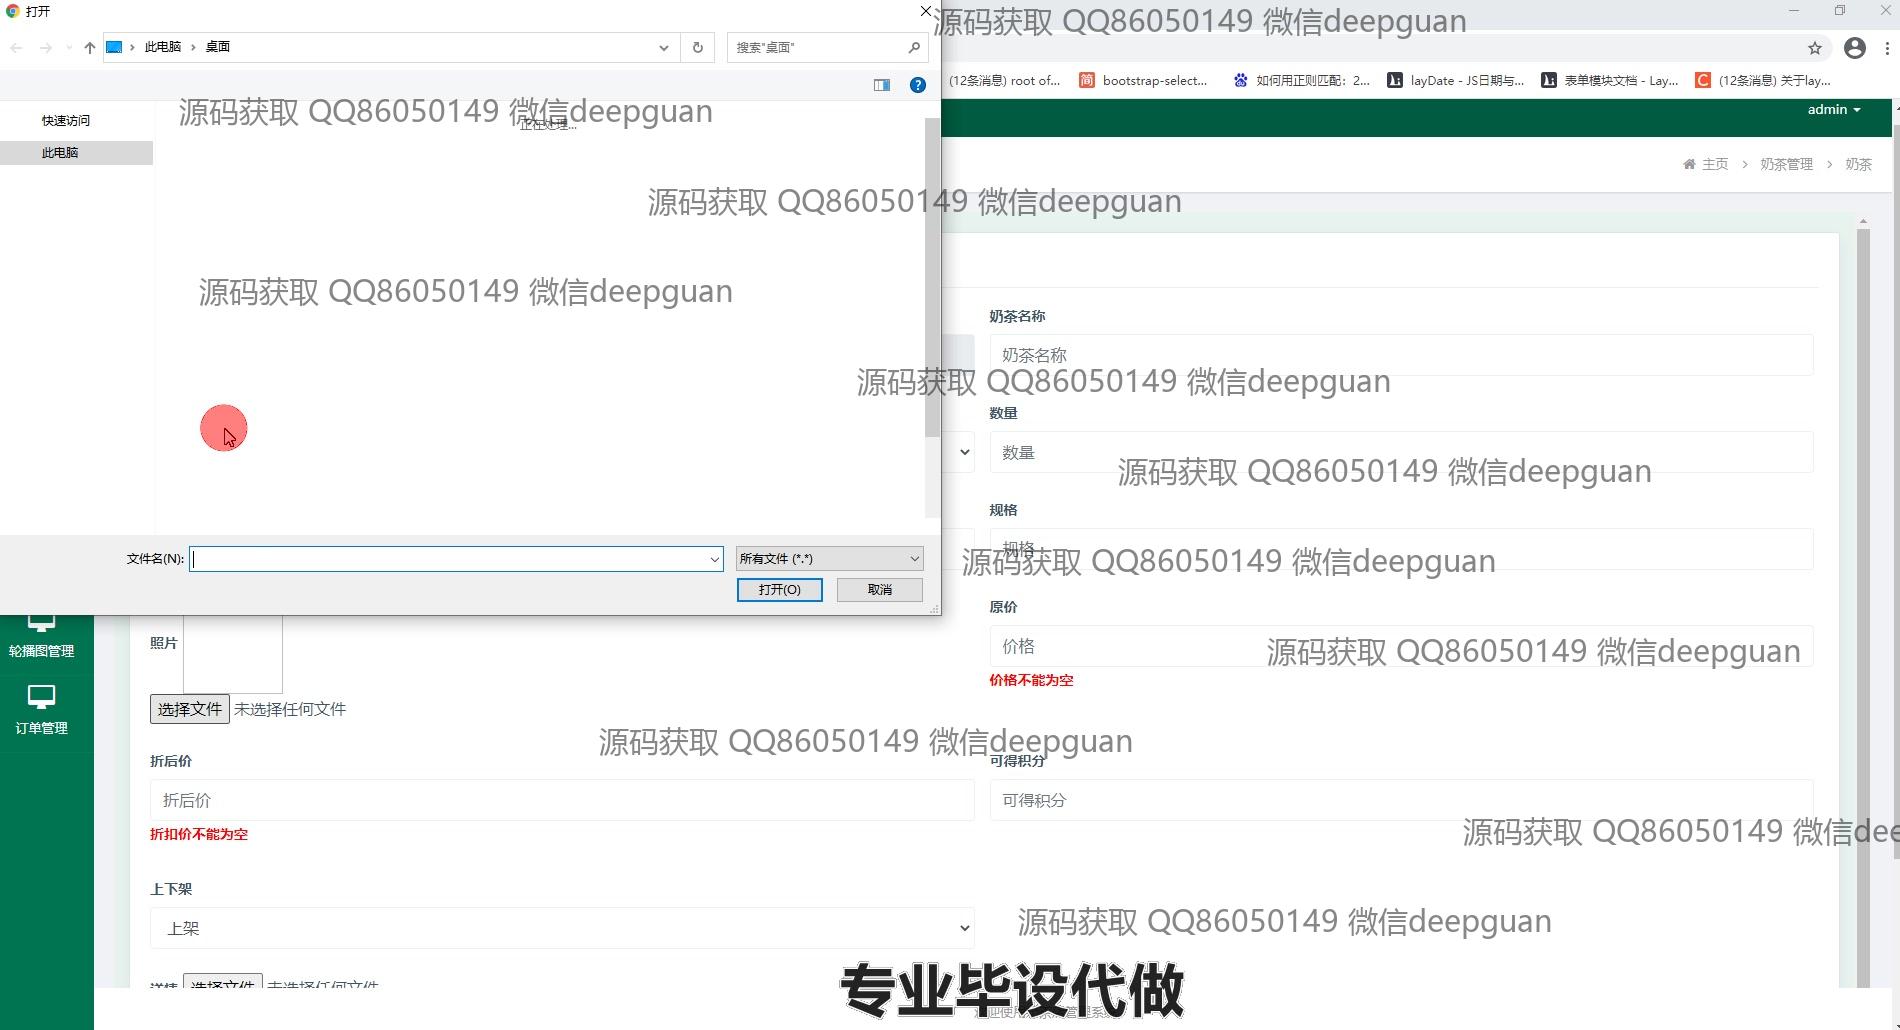 打开
源码获取 QQ86050149 微信deepguan
此电脑 › 桌面
搜索"桌面"
(12条消息) root of...
简 bootstrap-select...
如何用正则匹配：2...
layDate - JS日期与...
表单模块文档 - Lay...
C (12条消息) 关于lay...
快速访问
源码获取 QQ86050149 微信deepguan
正在处理...
admin
此电脑
主页 › 奶茶管理 › 奶茶
源码获取 QQ86050149 微信deepguan
源码获取 QQ86050149 微信deepguan
奶茶名称
奶茶名称
源码获取 QQ86050149 微信deepguan
数量
数量
源码获取 QQ86050149 微信deepguan
规格
规格
源码获取 QQ86050149 微信deepguan
文件名(N):
所有文件 (*.*)
打开(O)
取消
原价
价格
价格不能为空
轮播图管理
照片
源码获取 QQ86050149 微信deepguan
选择文件 未选择任何文件
订单管理
源码获取 QQ86050149 微信deepguan
折后价
折后价
折扣价不能为空
可得积分
可得积分
源码获取 QQ86050149 微信dee
上下架
上架
源码获取 QQ86050149 微信deepguan
详情 选择文件 未选择任何文件
专业毕设代做